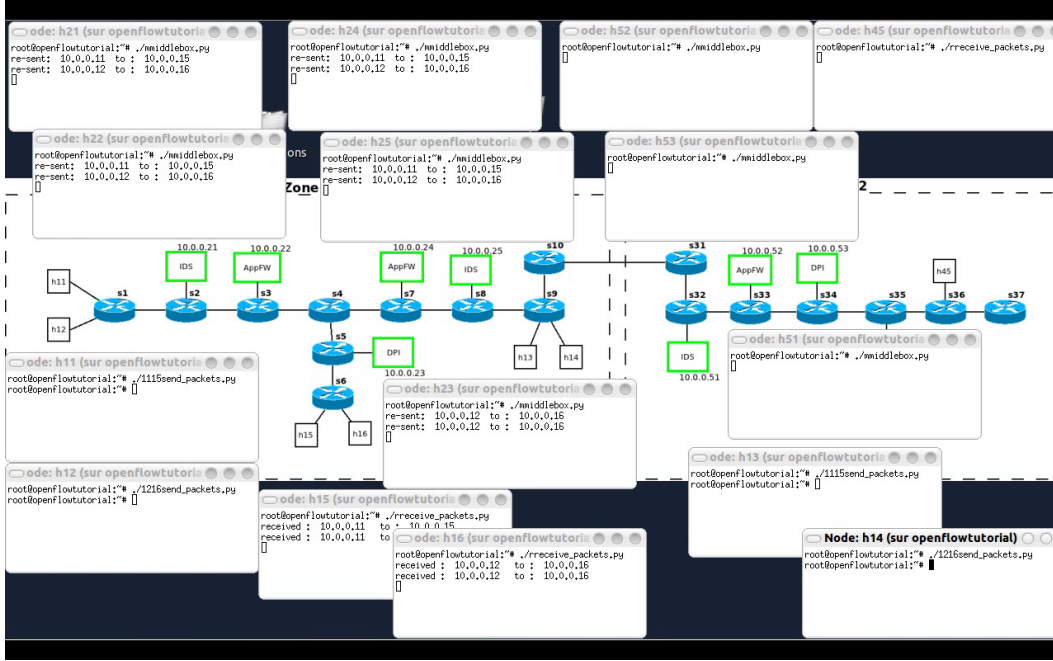 ode: h21 (sur openflowtutoria
root@openflowtutorial:~# ./mmiddlebox.py
re-sent: 10.0.0.11 to : 10.0.0.15
re-sent: 10.0.0.12 to : 10.0.0.16
ode: h24 (sur openflowtutoria
root@openflowtutorial:~# ./mmiddlebox.py
re-sent: 10.0.0.11 to : 10.0.0.15
re-sent: 10.0.0.12 to : 10.0.0.16
ode: h52 (sur openflowtutoria
root@openflowtutorial:~# ./mmiddlebox.py
ode: h45 (sur openflowtutoria
root@openflowtutorial:~# ./rreceive_packets.py
ode: h22 (sur openflowtutoria
root@openflowtutorial:~# ./mmiddlebox.py
re-sent: 10.0.0.11 to : 10.0.0.15
re-sent: 10.0.0.12 to : 10.0.0.16
ons
ode: h25 (sur openflowtutoria
root@openflowtutorial:~# ./mmiddlebox.py
re-sent: 10.0.0.11 to : 10.0.0.15
re-sent: 10.0.0.12 to : 10.0.0.16
ode: h53 (sur openflowtutoria
root@openflowtutorial:~# ./mmiddlebox.py
Zone
2
10.0.0.21
IDS
10.0.0.22
AppFW
10.0.0.24
AppFW
10.0.0.25
IDS
s10
s31
10.0.0.52
AppFW
10.0.0.53
DPI
h45
h11
h12
s1
s2
s3
s4
s7
s8
s9
s32
s33
s34
s35
s36
s37
s5
DPI
10.0.0.23
s6
h15
h16
h13
h14
IDS
10.0.0.51
ode: h51 (sur openflowtutoria
root@openflowtutorial:~# ./mmiddlebox.py
ode: h11 (sur openflowtutoria
root@openflowtutorial:~# ./1115send_packets.py
root@openflowtutorial:~#
ode: h23 (sur openflowtutoria
root@openflowtutorial:~# ./mmiddlebox.py
re-sent: 10.0.0.12 to : 10.0.0.16
re-sent: 10.0.0.12 to : 10.0.0.16
ode: h12 (sur openflowtutoria
root@openflowtutorial:~# ./1216send_packets.py
root@openflowtutorial:~#
ode: h13 (sur openflowtutoria
root@openflowtutorial:~# ./1115send_packets.py
root@openflowtutorial:~#
ode: h15 (sur openflowtutoria
root@openflowtutorial:~# ./rreceive_packets.py
received : 10.0.0.11 to : 10.0.0.15
received : 10.0.0.11 to
ode: h16 (sur openflowtutoria
root@openflowtutorial:~# ./rreceive_packets.py
received : 10.0.0.12 to : 10.0.0.16
received : 10.0.0.12 to : 10.0.0.16
Node: h14 (sur openflowtutorial)
root@openflowtutorial:~# ./1216send_packets.py
root@openflowtutorial:~#